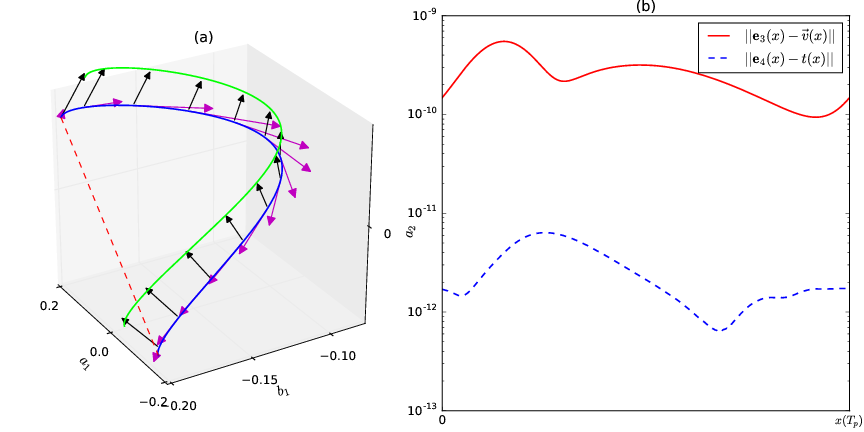 (a)
0.2
0.0
−0.2
a₁
−0.20
−0.15
−0.10
b₁
0
a₂
(b)
10⁻⁹
10⁻¹⁰
10⁻¹¹
10⁻¹²
10⁻¹³
0
x(Tₚ)
||e₃(x) − v⃗(x)||
||e₄(x) − t(x)||